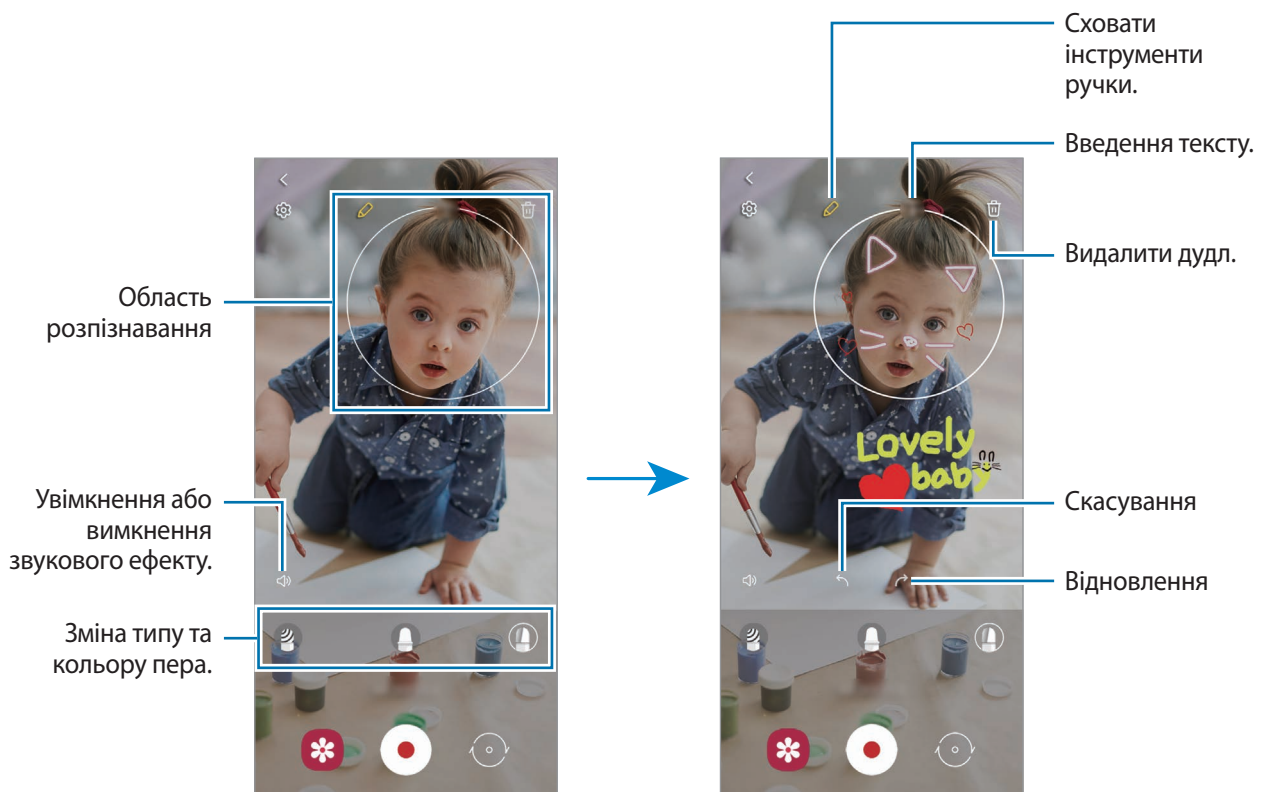 Сховати
інструменти
ручки.
Введення тексту.
Видалити дудл.
Область
розпізнавання
Lovely
baby
Увімкнення або
вимкнення
звукового ефекту.
Скасування
Відновлення
Зміна типу та
кольору пера.